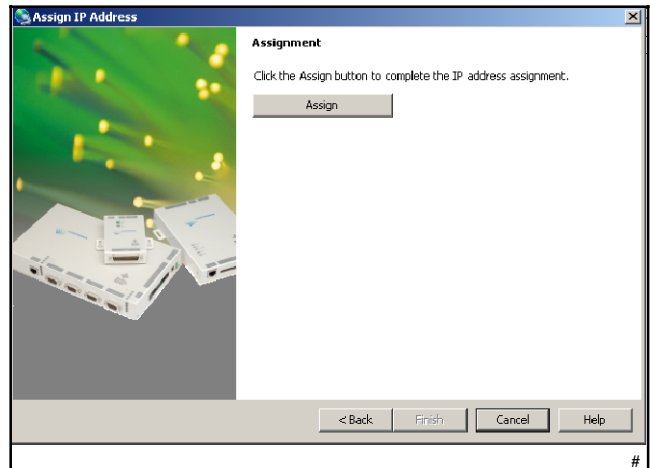 Assign IP Address
Assignment
Click the Assign button to complete the IP address assignment.
Assign
< Back Finish Cancel Help
#